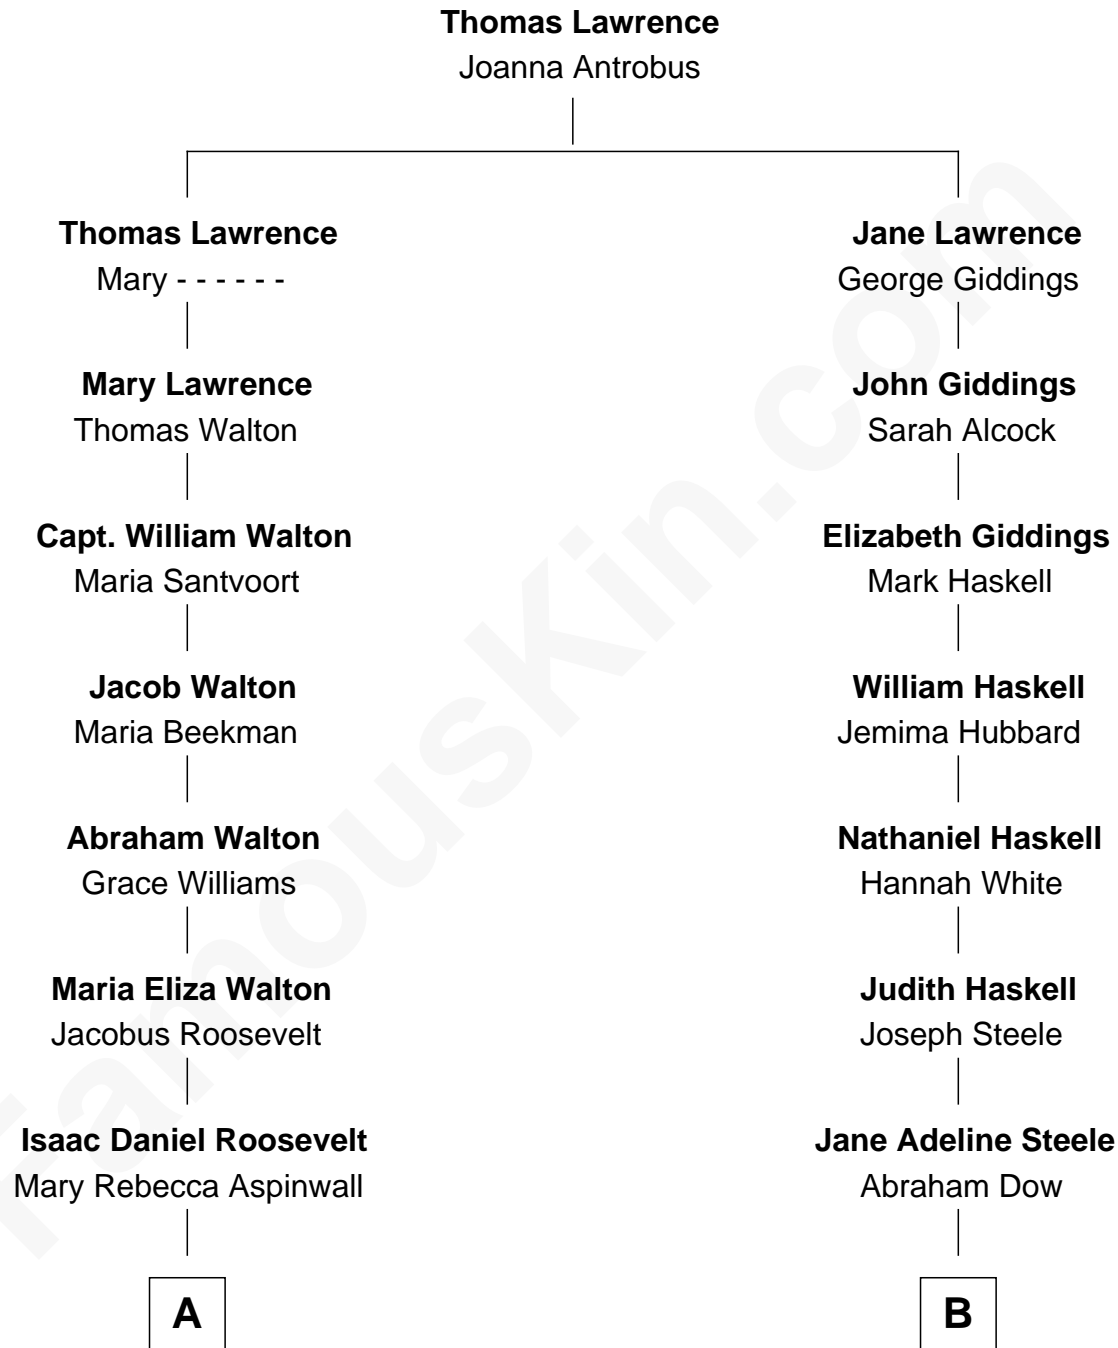 Thomas Lawrence
Joanna Antrobus
Thomas Lawrence
Mary - - - - - -
Jane Lawrence
George Giddings
Mary Lawrence
Thomas Walton
John Giddings
Sarah Alcock
Capt. William Walton
Maria Santvoort
Elizabeth Giddings
Mark Haskell
Jacob Walton
Maria Beekman
William Haskell
Jemima Hubbard
Abraham Walton
Grace Williams
Nathaniel Haskell
Hannah White
Maria Eliza Walton
Jacobus Roosevelt
Judith Haskell
Joseph Steele
Isaac Daniel Roosevelt
Mary Rebecca Aspinwall
Jane Adeline Steele
Abraham Dow
A
B
FamousKin.com